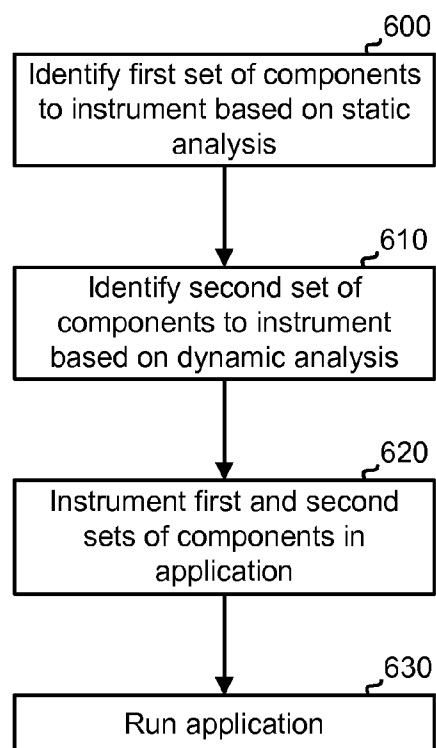 600
Identify first set of components
to instrument based on static
analysis
610
Identify second set of
components to instrument
based on dynamic analysis
620
Instrument first and second
sets of components in
application
630
Run application